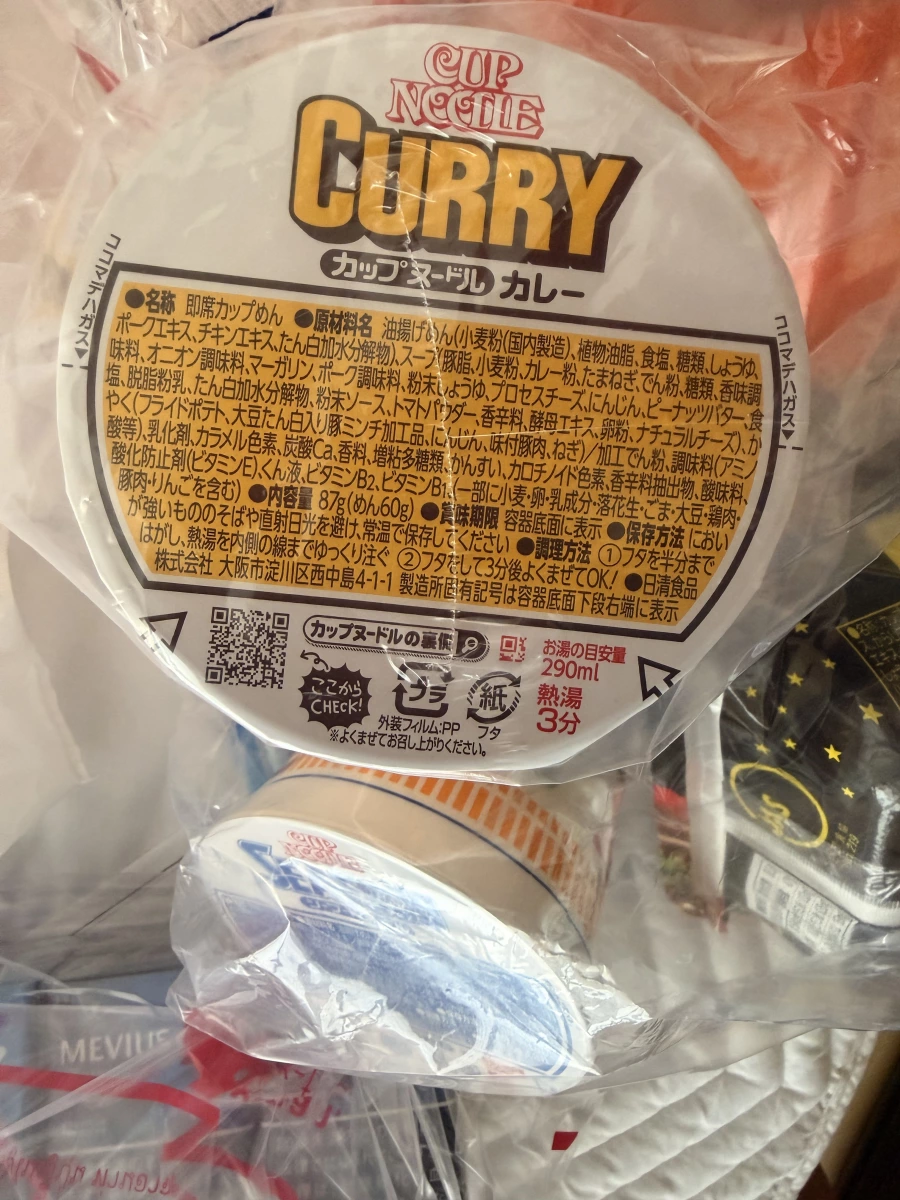 CUP
NOODLE
CURRY
カップヌードル カレー
ココマデハガス▼
ココマデハガス▼
●名称 即席カップめん ●原材料名 油揚げめん(小麦粉(国内製造)、植物油脂、食塩、糖類、しょうゆ、
ポークエキス、チキンエキス、たん白加水分解物)、スープ(豚脂、小麦粉、カレー粉、たまねぎ、でん粉、糖類、香味調
味料、オニオン調味料、マーガリン、ポーク調味料、粉末しょうゆ、プロセスチーズ、にんじん、ピーナッツバター、食
塩、脱脂粉乳、たん白加水分解物、粉末ソース、トマトパウダー、香辛料、酵母エキス、卵粉、ナチュラルチーズ)、か
やく(フライドポテト、大豆たん白入り豚ミンチ加工品、にんじん、味付豚肉、ねぎ)/加工でん粉、調味料(アミノ
酸等)、乳化剤、カラメル色素、炭酸Ca、香料、増粘多糖類、かんすい、カロチノイド色素、香辛料抽出物、酸味料、
酸化防止剤(ビタミンE)、くん液、ビタミンB2、ビタミンB1、(一部に小麦・卵・乳成分・落花生・ごま・大豆・鶏肉・
豚肉・りんごを含む) ●内容量 87g(めん60g) ●賞味期限 容器底面に表示 ●保存方法 におい
が強いもののそばや直射日光を避け、常温で保存してください ●調理方法 ①フタを半分まで
はがし、熱湯を内側の線までゆっくり注ぐ ②フタをして3分後よくまぜてOK! ●日清食品
株式会社 大阪市淀川区西中島4-1-1 製造所固有記号は容器底面下段右端に表示
カップヌードルの裏側
ここから
CHECK!
プラ
外装フィルム:PP
紙
フタ
※よくまぜてお召し上がりください。
お湯の目安量
290ml
熱湯
3分
CUP
NOODLE
JAS
MEVIUS